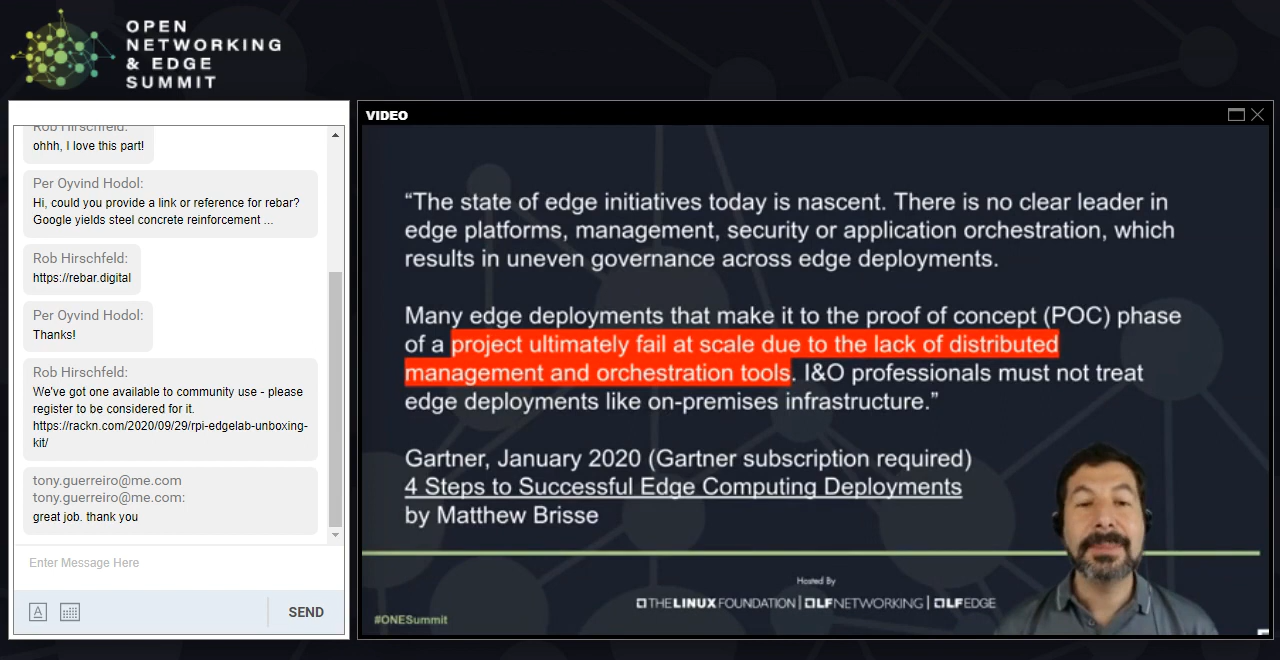 OPEN
NETWORKING
& EDGE
SUMMIT
Rob Hirschfeld:
ohhh, I love this part!
Per Oyvind Hodol:
Hi, could you provide a link or reference for rebar?
Google yields steel concrete reinforcement ...
Rob Hirschfeld:
https://rebar.digital
Per Oyvind Hodol:
Thanks!
Rob Hirschfeld:
We've got one available to community use - please
register to be considered for it.
https://rackn.com/2020/09/29/rpi-edgelab-unboxing-
kit/
tony.guerreiro@me.com
tony.guerreiro@me.com:
great job. thank you
Enter Message Here
A
SEND
VIDEO
“The state of edge initiatives today is nascent. There is no clear leader in
edge platforms, management, security or application orchestration, which
results in uneven governance across edge deployments.
Many edge deployments that make it to the proof of concept (POC) phase
of a project ultimately fail at scale due to the lack of distributed
management and orchestration tools. I&O professionals must not treat
edge deployments like on-premises infrastructure.”
Gartner, January 2020 (Gartner subscription required)
4 Steps to Successful Edge Computing Deployments
by Matthew Brisse
Hosted By
THE LINUX FOUNDATION | LF NETWORKING | LF EDGE
#ONESummit